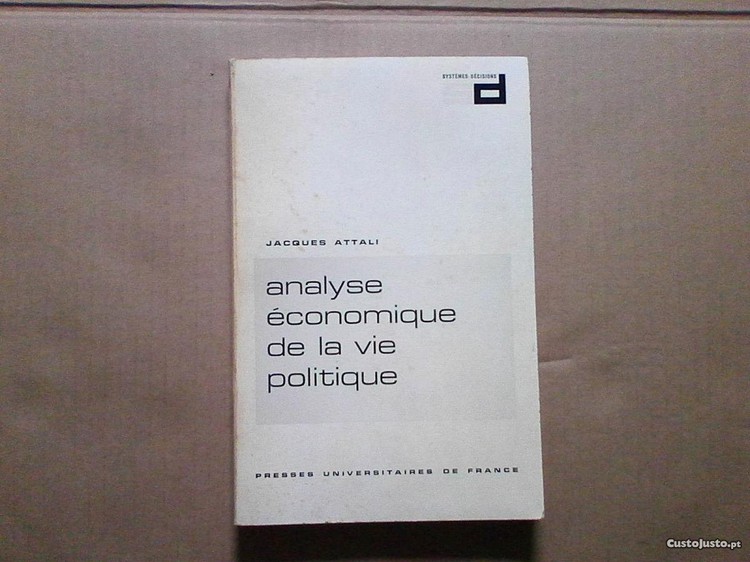 SYSTÈMES-DÉCISIONS
d
JACQUES ATTALI
analyse
économique
de la vie
politique
PRESSES UNIVERSITAIRES DE FRANCE
CustoJusto.pt